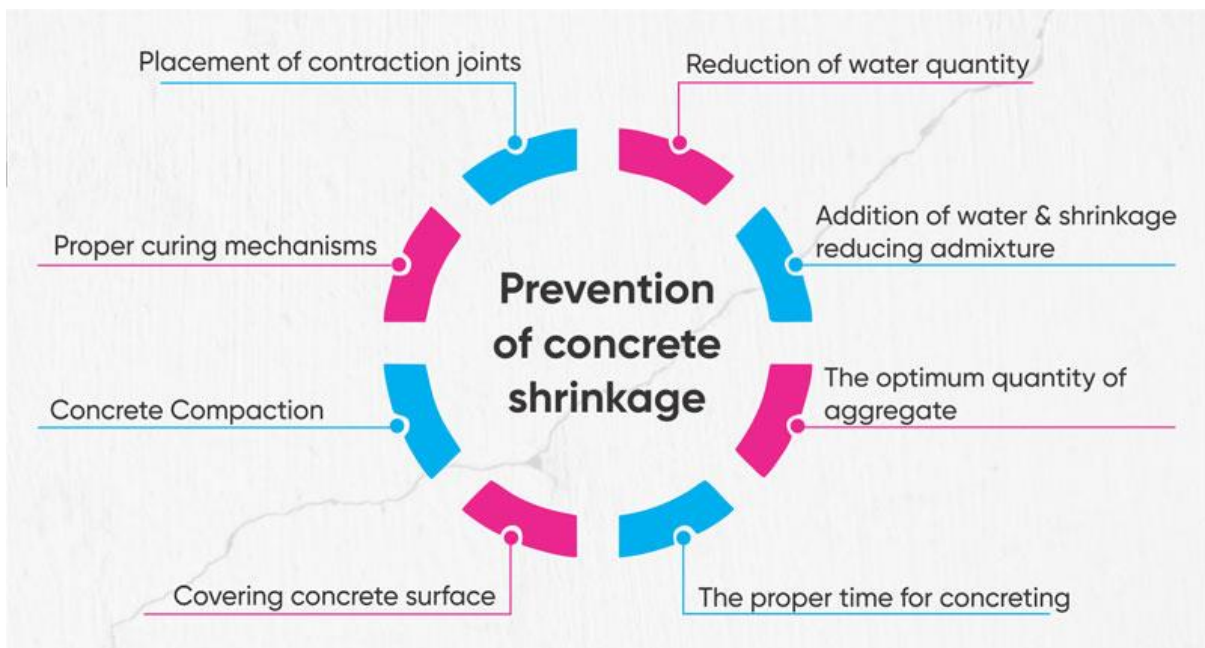 Placement of contraction joints
Reduction of water quantity
Proper curing mechanisms
Addition of water & shrinkage
reducing admixture
Prevention
of concrete
shrinkage
Concrete Compaction
The optimum quantity of
aggregate
Covering concrete surface
The proper time for concreting